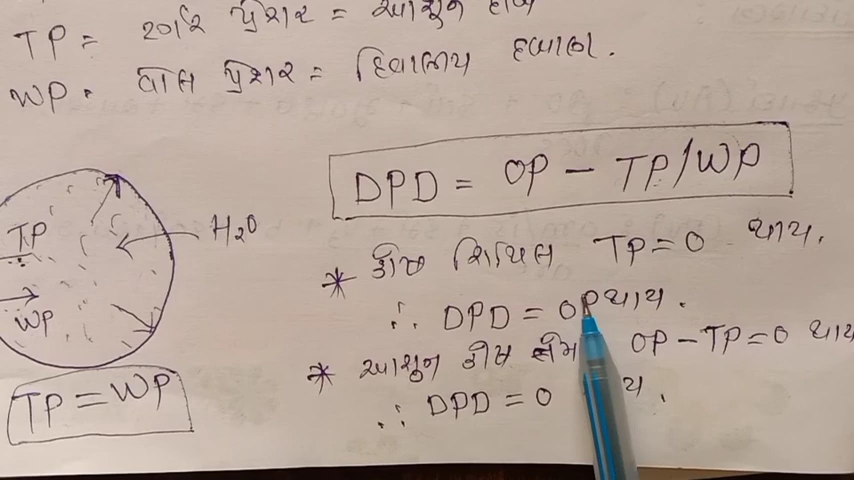 TP = ટર્ગર પ્રેશર = આશૂન
WP = વાલ પ્રેશર = દિવાલીય દબાણ.
DPD = OP - TP/WP
TP
H₂O
WP
TP = WP
* કોષ શિથિલ TP=0 થાય.
∴ DPD = OP થાય.
* આશૂન કોષ OP-TP=0
∴ DPD = 0 ય.